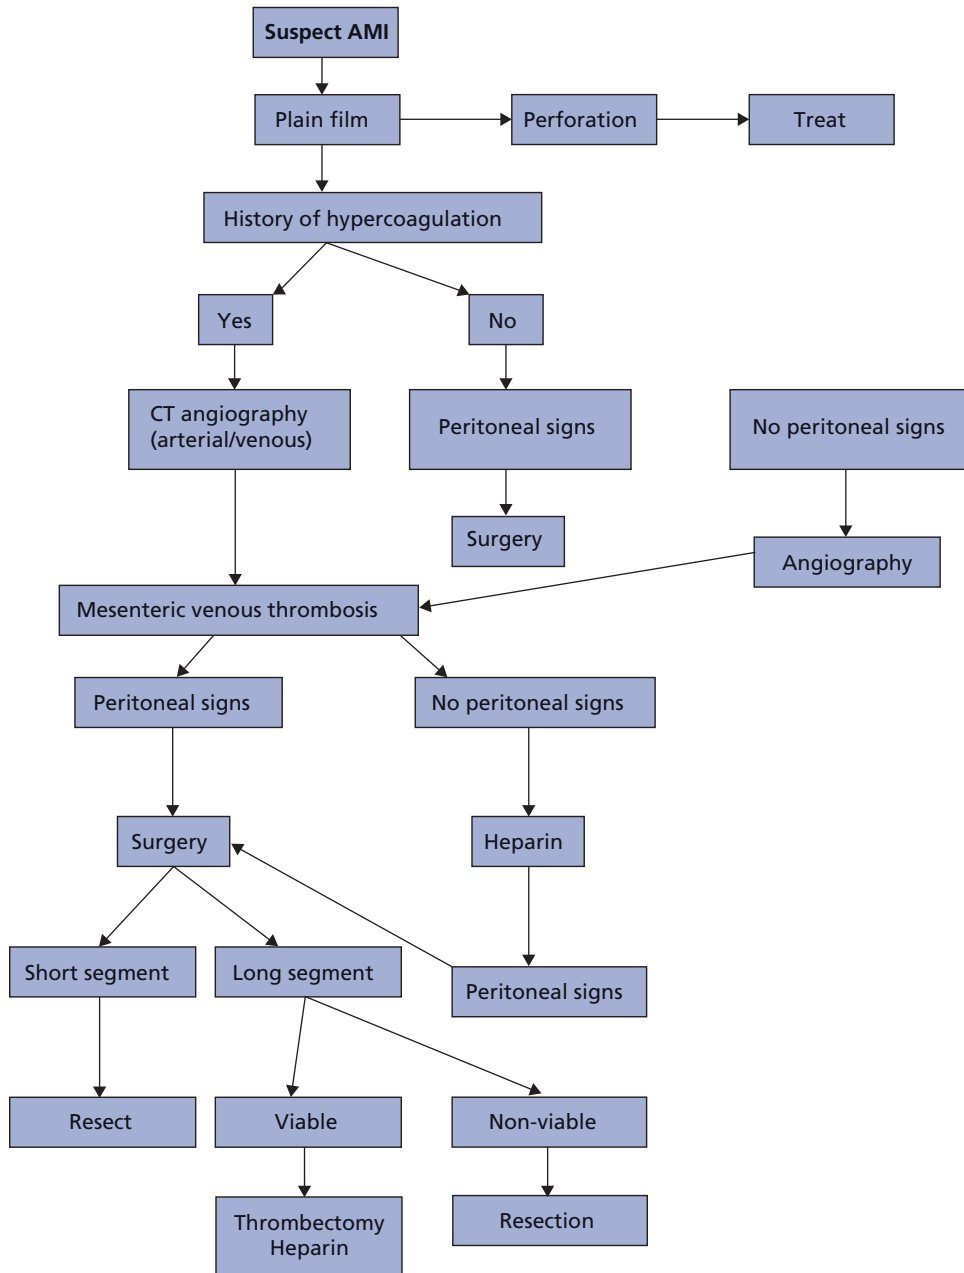 Suspect AMI
Plain film
Perforation
Treat
History of hypercoagulation
Yes
No
CT angiography
(arterial/venous)
Peritoneal signs
No peritoneal signs
Surgery
Angiography
Mesenteric venous thrombosis
Peritoneal signs
No peritoneal signs
Surgery
Heparin
Short segment
Long segment
Peritoneal signs
Resect
Viable
Non-viable
Thrombectomy
Heparin
Resection